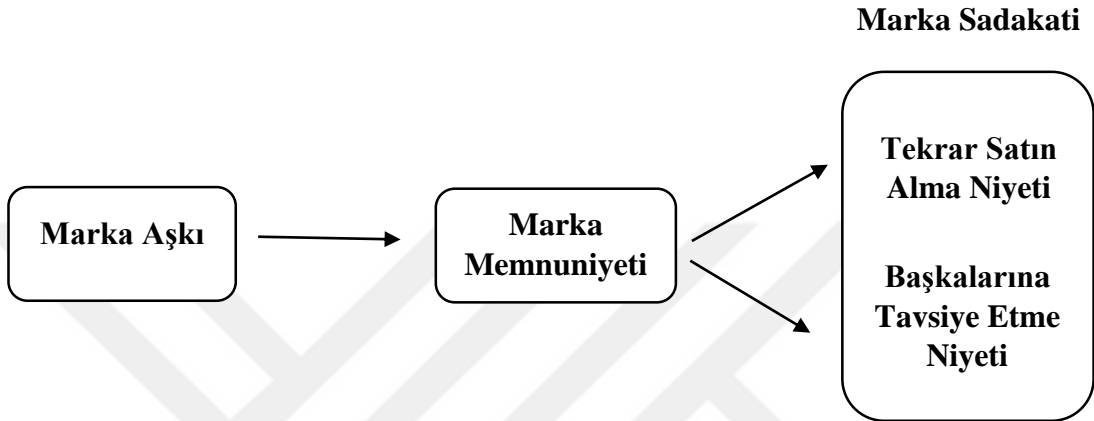 Marka Sadakati
Marka Aşkı
Marka
Memnuniyeti
Tekrar Satın
Alma Niyeti
Başkalarına
Tavsiye Etme
Niyeti